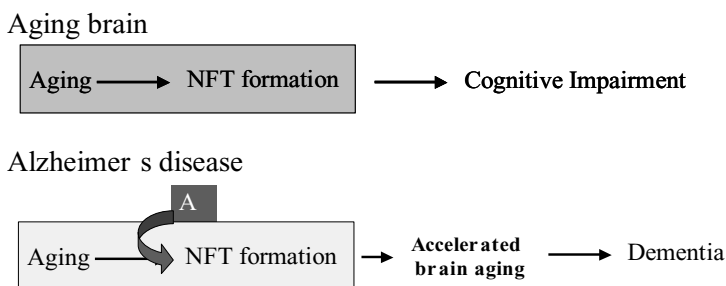 Aging brain
Aging NFT formation Cognitive Impairment
Alzheimer s disease
A
Aging NFT formation Accelerated brain aging Dementia